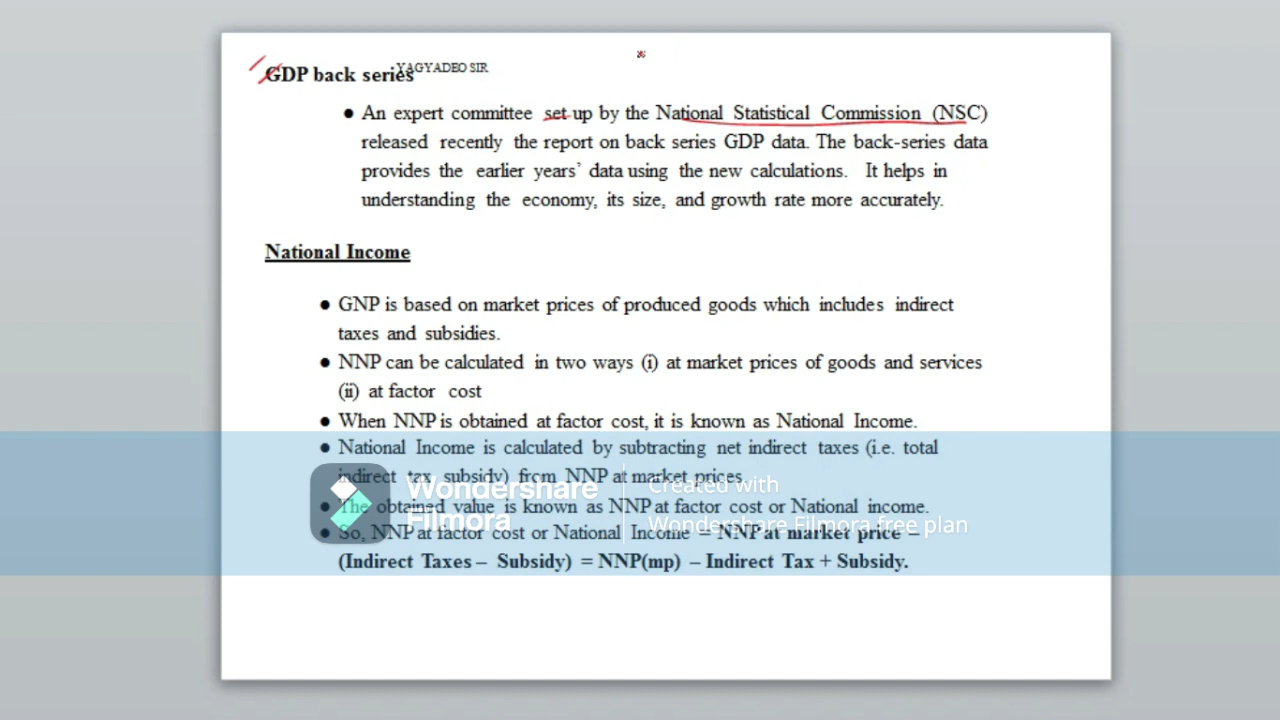 GDP back series
YAGYADEO SIR
● An expert committee set up by the National Statistical Commission (NSC)
released recently the report on back series GDP data. The back-series data
provides the earlier years' data using the new calculations. It helps in
understanding the economy, its size, and growth rate more accurately.
National Income
● GNP is based on market prices of produced goods which includes indirect
taxes and subsidies.
● NNP can be calculated in two ways (i) at market prices of goods and services
(ii) at factor cost
● When NNP is obtained at factor cost, it is known as National Income.
● National Income is calculated by subtracting net indirect taxes (i.e. total
indirect tax subsidy) from NNP at market prices
● The obtained value is known as NNP at factor cost or National income.
● So, NNP at factor cost or National Income = NNP at market price –
(Indirect Taxes – Subsidy) = NNP(mp) – Indirect Tax + Subsidy.
Wondershare
Filmora
Created with
Wondershare Filmora free plan